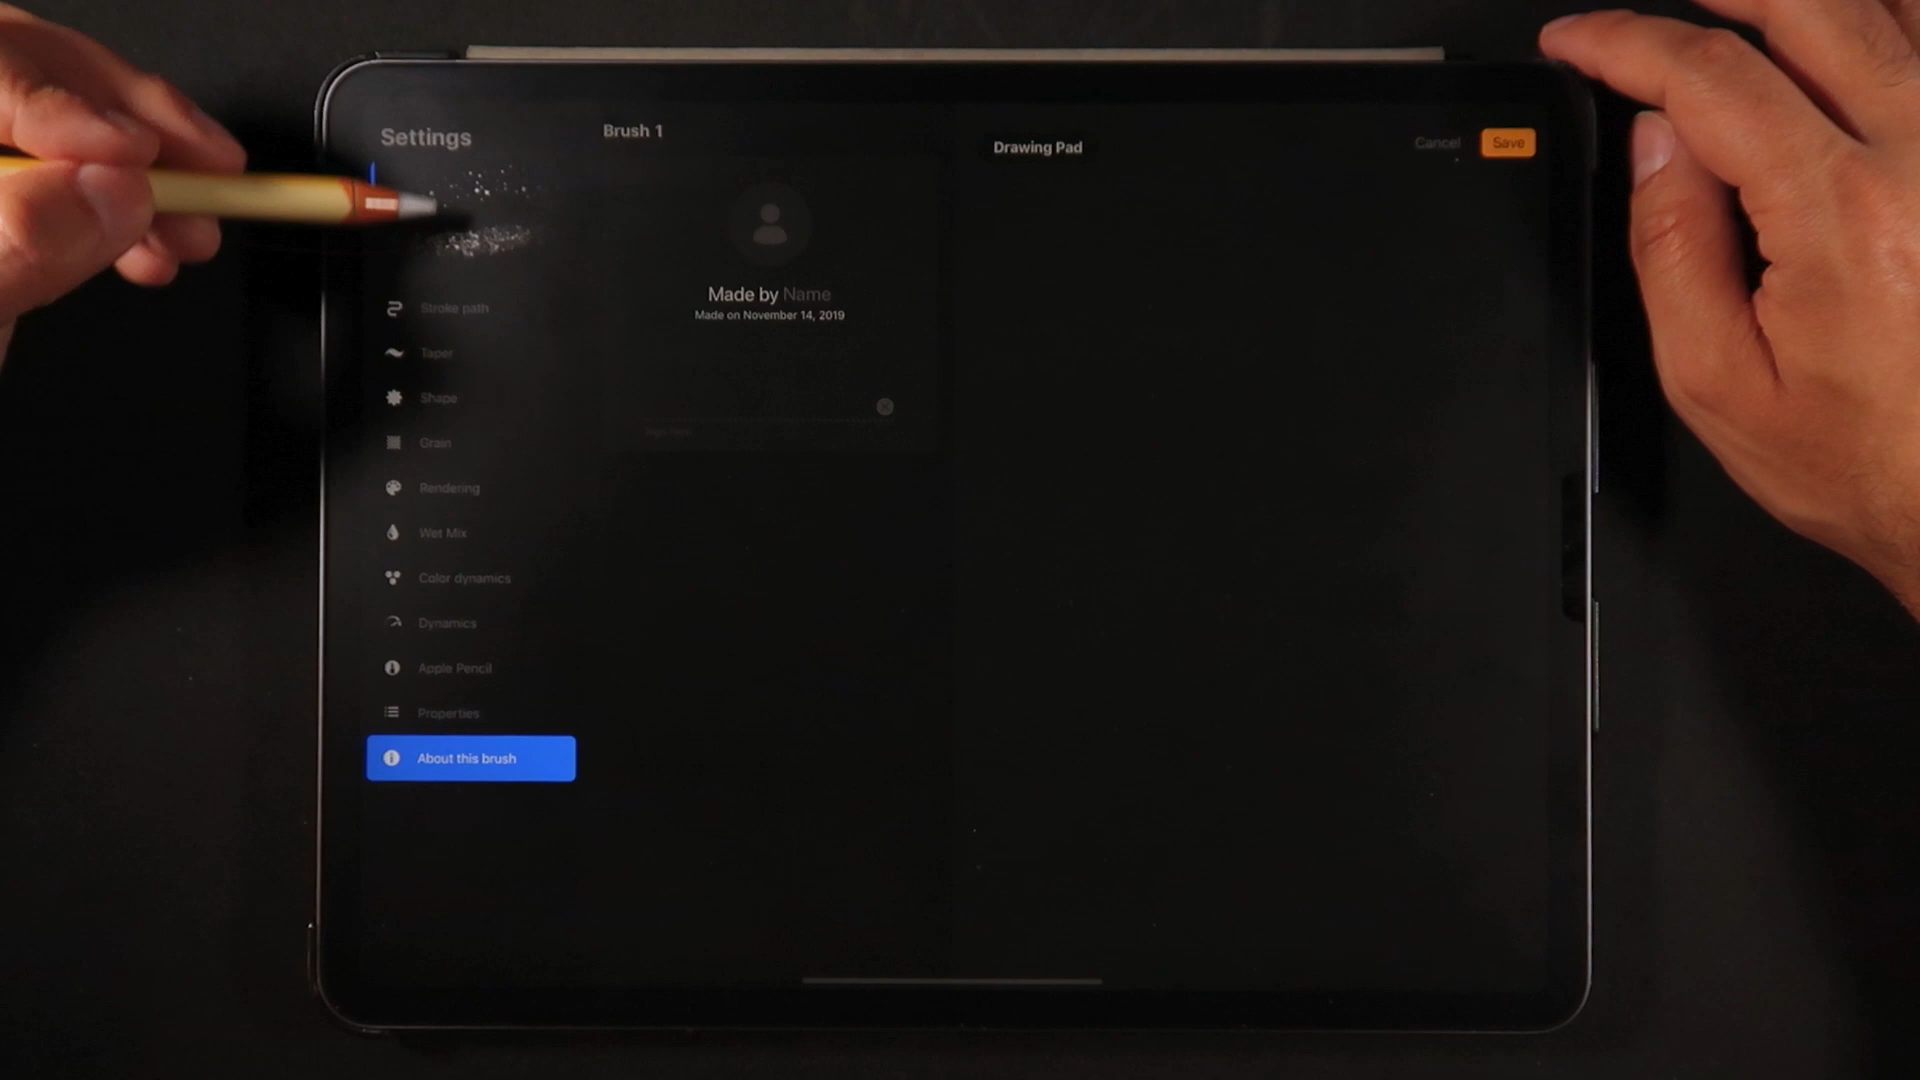 Settings
Brush 1
Drawing Pad
Cancel
Save
Made by Name
Made on November 14, 2019
Stroke path
Taper
Shape
Grain
Rendering
Wet Mix
Color dynamics
Dynamics
Apple Pencil
Properties
About this brush